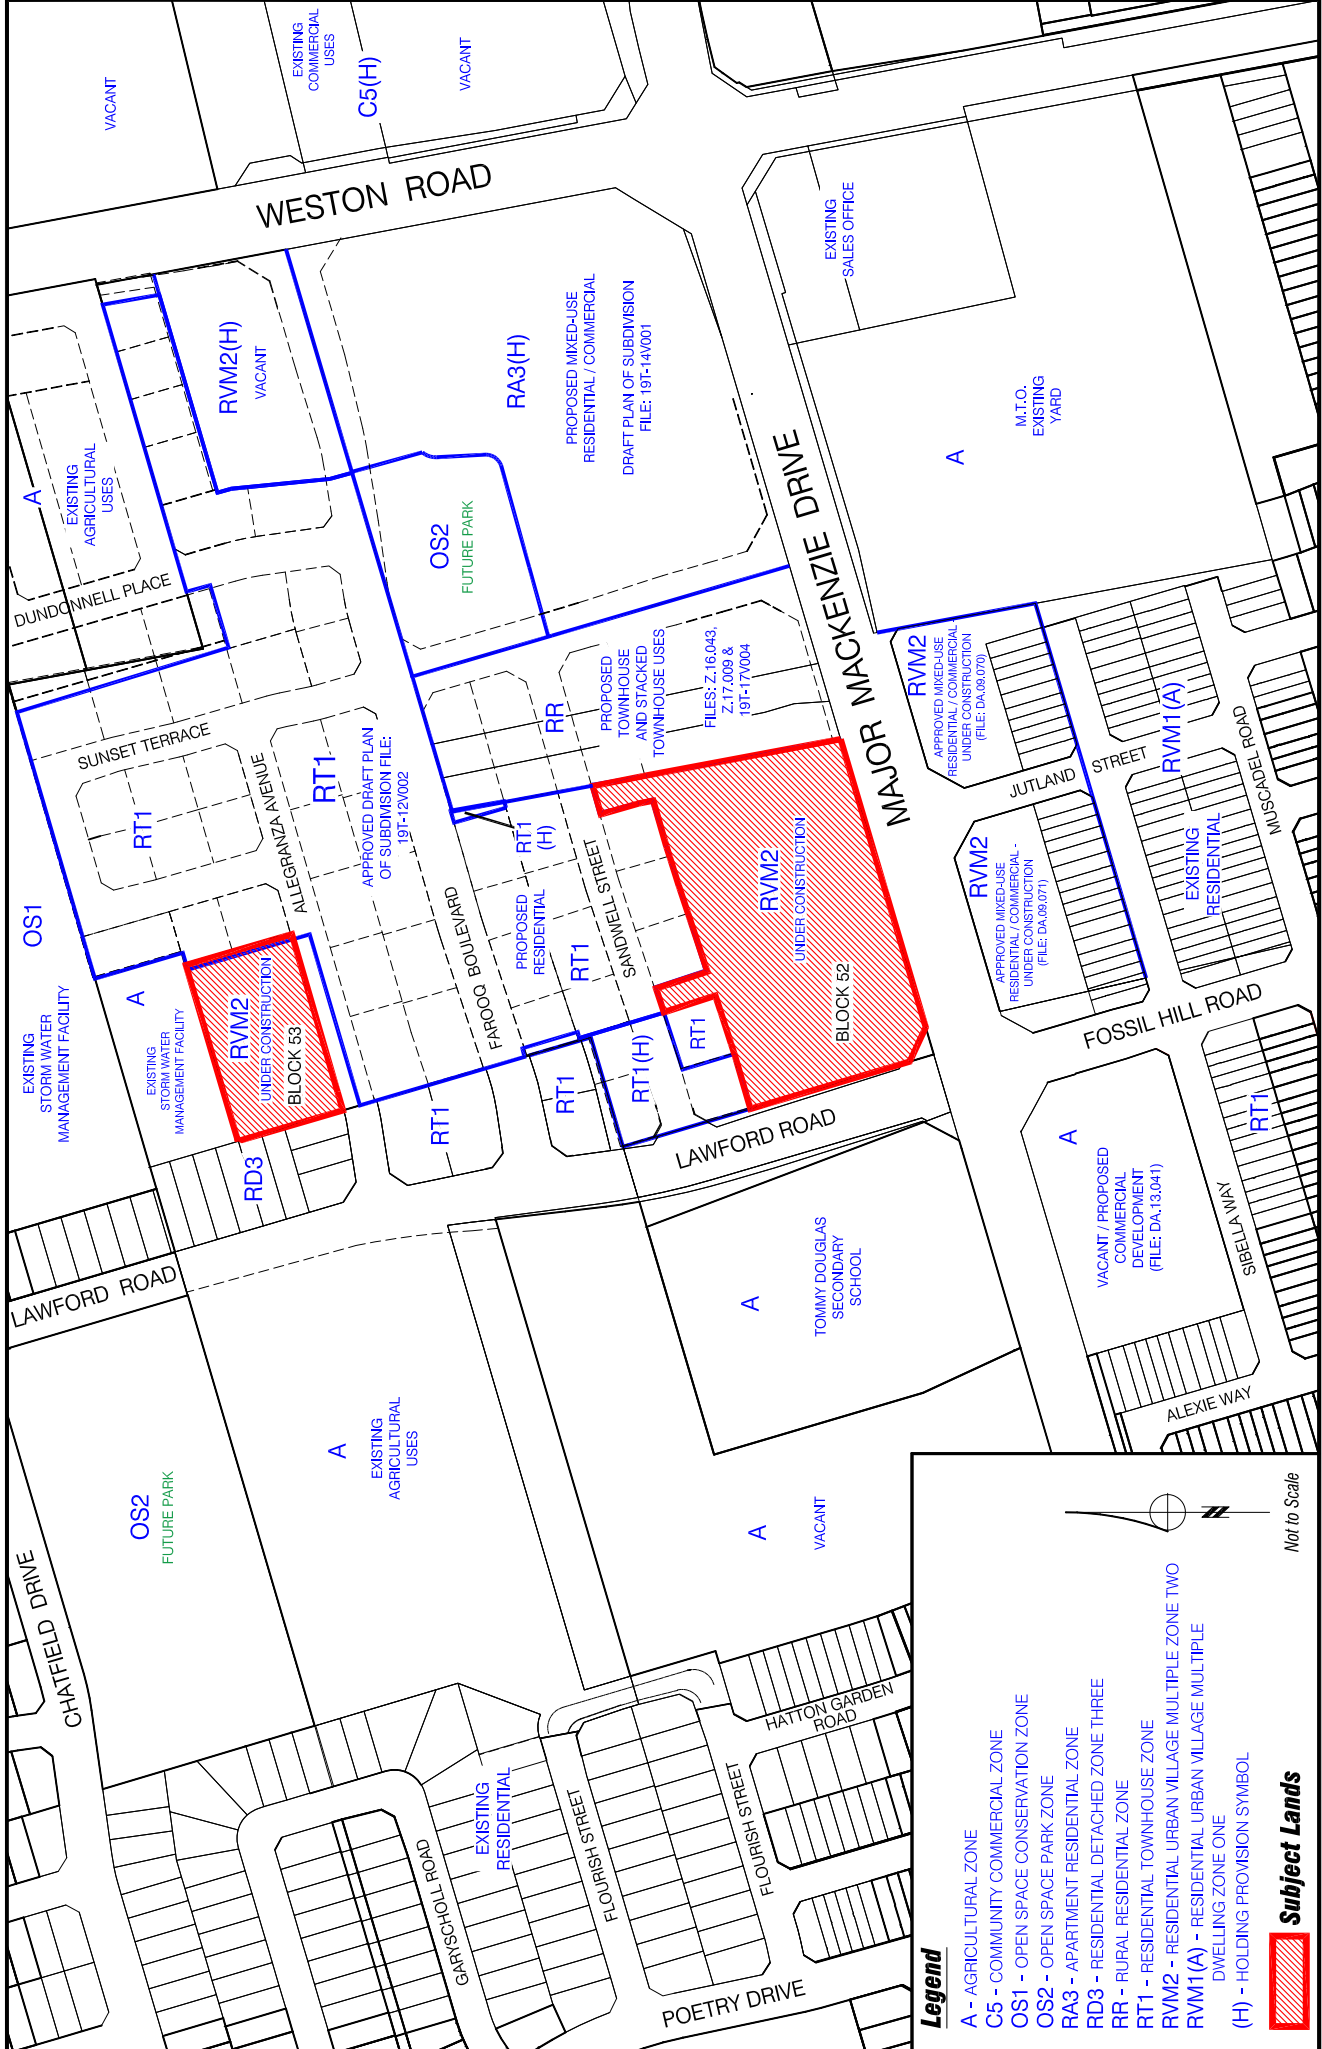 VACANT
EXISTING
COMMERCIAL
USES
C5(H)
VACANT
WESTON ROAD
A
EXISTING
AGRICULTURAL
USES
RVM2(H)
VACANT
RA3(H)
PROPOSED MIXED-USE
RESIDENTIAL / COMMERCIAL
DRAFT PLAN OF SUBDIVISION
FILE: 19T-14V001
EXISTING
SALES OFFICE
A
M.T.O.
EXISTING
YARD
DUNDONNELL PLACE
OS2
FUTURE PARK
MAJOR MACKENZIE DRIVE
SUNSET TERRACE
RT1
ALLEGRANZA AVENUE
RT1
APPROVED DRAFT PLAN
OF SUBDIVISION FILE:
19T-12V002
RR
PROPOSED
TOWNHOUSE
AND STACKED
TOWNHOUSE USES
FILES: Z.16.043,
Z.17.009 &
19T-17V004
RVM2
APPROVED MIXED-USE
RESIDENTIAL / COMMERCIAL-
UNDER CONSTRUCTION
(FILE: DA.09.070)
JUTLAND STREET
RVM1(A)
MUSCADEL ROAD
OS1
EXISTING
STORM WATER
MANAGEMENT FACILITY
A
EXISTING
STORM WATER
MANAGEMENT FACILITY
RVM2
UNDER CONSTRUCTION
BLOCK 53
RT1
(H)
FAROOQ BOULEVARD
PROPOSED
RESIDENTIAL
RT1
SANDWELL STREET
RVM2
UNDER CONSTRUCTION
BLOCK 52
RVM2
APPROVED MIXED-USE
RESIDENTIAL / COMMERCIAL -
UNDER CONSTRUCTION
(FILE: DA.09.071)
EXISTING
RESIDENTIAL
FOSSIL HILL ROAD
RD3
RT1
RT1
RT1(H)
RT1
LAWFORD ROAD
A
VACANT / PROPOSED
COMMERCIAL
DEVELOPMENT
(FILE: DA.13.041)
RT1
SIBELLA WAY
LAWFORD ROAD
A
TOMMY DOUGLAS
SECONDARY
SCHOOL
ALEXIE WAY
OS2
FUTURE PARK
A
EXISTING
AGRICULTURAL
USES
A
VACANT
CHATFIELD DRIVE
EXISTING
RESIDENTIAL
GARYSCHOLL ROAD
FLOURISH STREET
FLOURISH STREET
HATTON GARDEN
ROAD
POETRY DRIVE
Legend
A - AGRICULTURAL ZONE
C5 - COMMUNITY COMMERCIAL ZONE
OS1 - OPEN SPACE CONSERVATION ZONE
OS2 - OPEN SPACE PARK ZONE
RA3 - APARTMENT RESIDENTIAL ZONE
RD3 - RESIDENTIAL DETACHED ZONE THREE
RR - RURAL RESIDENTIAL ZONE
RT1 - RESIDENTIAL TOWNHOUSE ZONE
RVM2 - RESIDENTIAL URBAN VILLAGE MULTIPLE ZONE TWO
RVM1(A) - RESIDENTIAL URBAN VILLAGE MULTIPLE
DWELLING ZONE ONE
(H) - HOLDING PROVISION SYMBOL
Subject Lands
N
Not to Scale